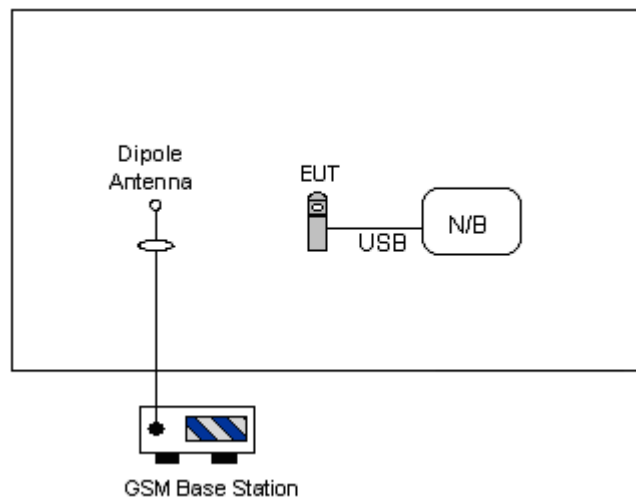 Dipole
Antenna
EUT
USB
N/B
GSM Base Station